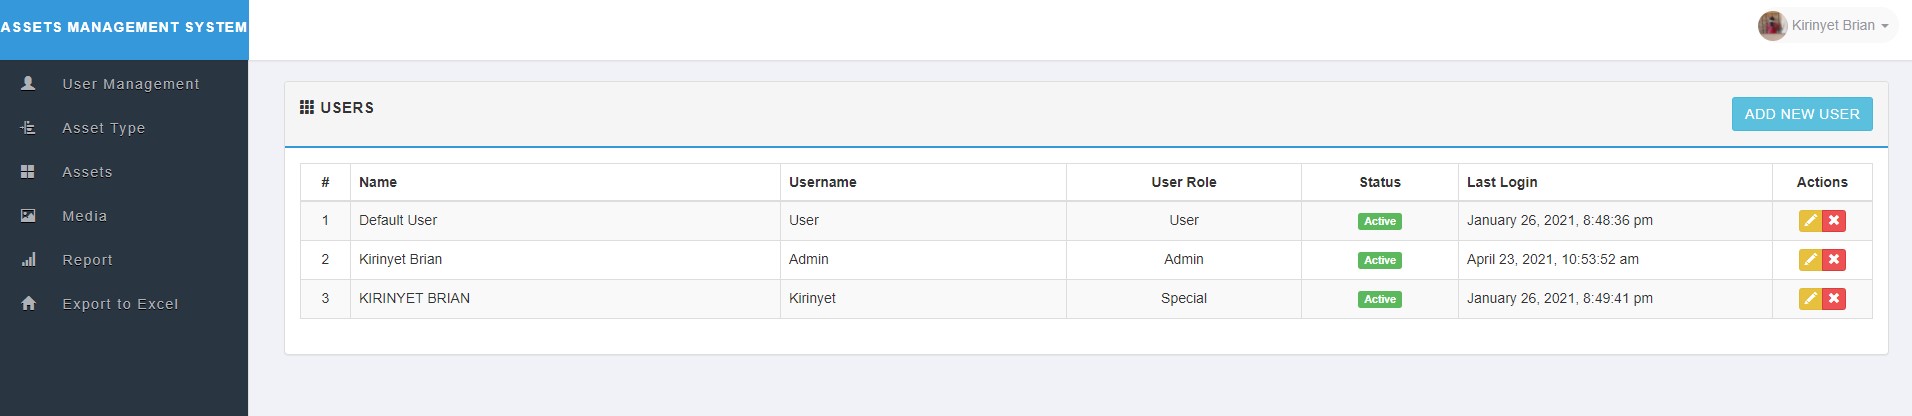 ASSETS MANAGEMENT SYSTEM
Kirinyet Brian
User Management
Asset Type
Assets
Media
Report
Export to Excel
USERS
ADD NEW USER
# Name Username User Role Status Last Login Actions
1 Default User User User Active January 26, 2021, 8:48:36 pm
2 Kirinyet Brian Admin Admin Active April 23, 2021, 10:53:52 am
3 KIRINYET BRIAN Kirinyet Special Active January 26, 2021, 8:49:41 pm